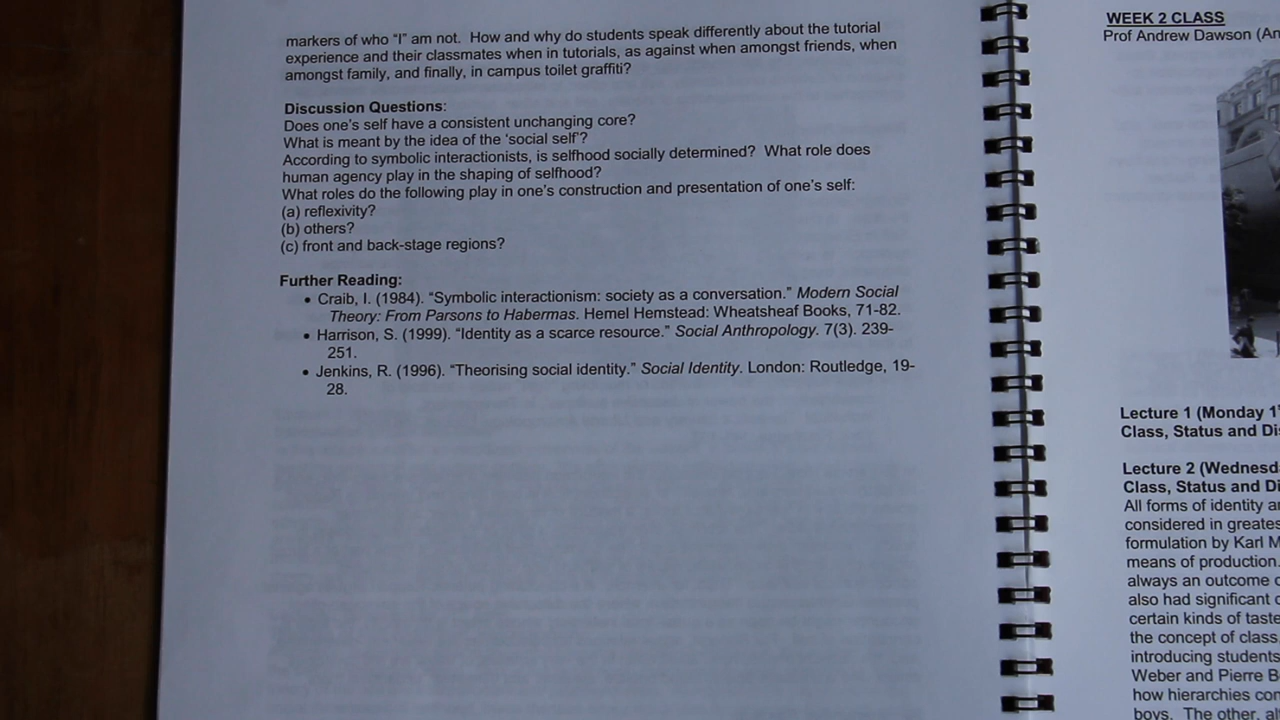 markers of who “I” am not.  How and why do students speak differently about the tutorial
experience and their classmates when in tutorials, as against when amongst friends, when
amongst family, and finally, in campus toilet graffiti?
Discussion Questions:
Does one’s self have a consistent unchanging core?
What is meant by the idea of the ‘social self’?
According to symbolic interactionists, is selfhood socially determined?  What role does
human agency play in the shaping of selfhood?
What roles do the following play in one’s construction and presentation of one’s self:
(a) reflexivity?
(b) others?
(c) front and back-stage regions?
Further Reading:
• Craib, I. (1984). “Symbolic interactionism: society as a conversation.” Modern Social
Theory: From Parsons to Habermas. Hemel Hemstead: Wheatsheaf Books, 71-82.
• Harrison, S. (1999). “Identity as a scarce resource.” Social Anthropology. 7(3). 239-
251.
• Jenkins, R. (1996). “Theorising social identity.” Social Identity. London: Routledge, 19-
28.
WEEK 2 CLASS
Prof Andrew Dawson (An
Lecture 1 (Monday 1
Class, Status and Di
Lecture 2 (Wednesd
Class, Status and Di
All forms of identity a
considered in greates
formulation by Karl M
means of production.
always an outcome
also had significant
certain kinds of taste
the concept of class
introducing students
Weber and Pierre B
how hierarchies con
boys.  The other, al